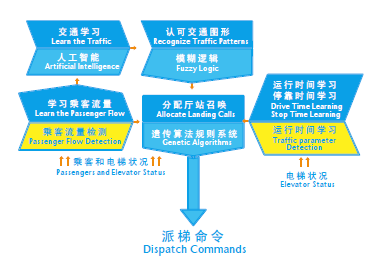 交通学习
Learn the Traffic
人工智能
Artificial Intelligence
认可交通图形
Recognize Traffic Patterns
模糊逻辑
Fuzzy Logic
学习乘客流量
Learn the Passenger Flow
乘客流量检测
Passenger Flow Detection
乘客和电梯状况
Passengers and Elevator Status
分配厅站召唤
Allocate Landing Calls
遗传算法规则系统
Genetic Algorithms
运行时间学习
停靠时间学习
Drive Time Learning
Stop Time Learning
运行时间学习
Traffic parameter
Detection
电梯状况
Elevator Status
派梯命令
Dispatch Commands